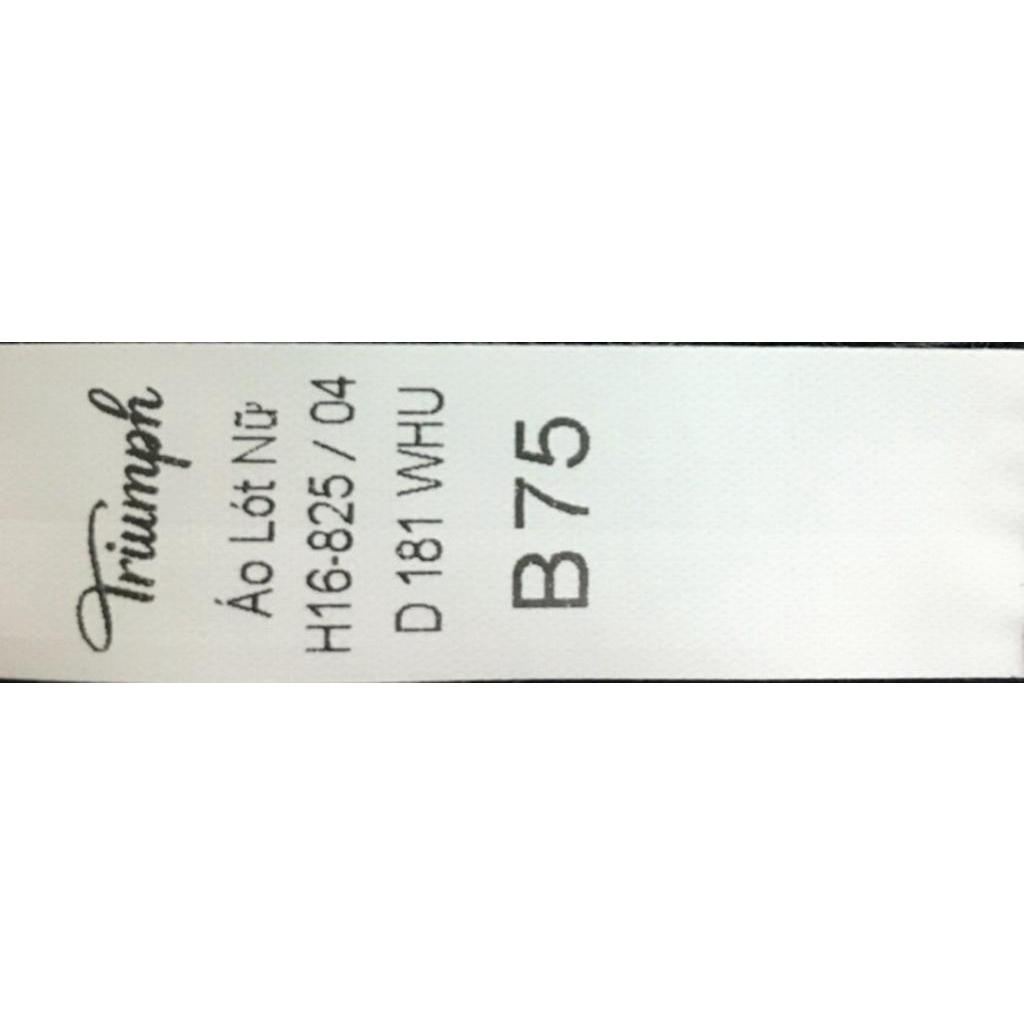 Triumph
Áo Lót Nữ
H16-825 / 04
D 181 WHU
B 75